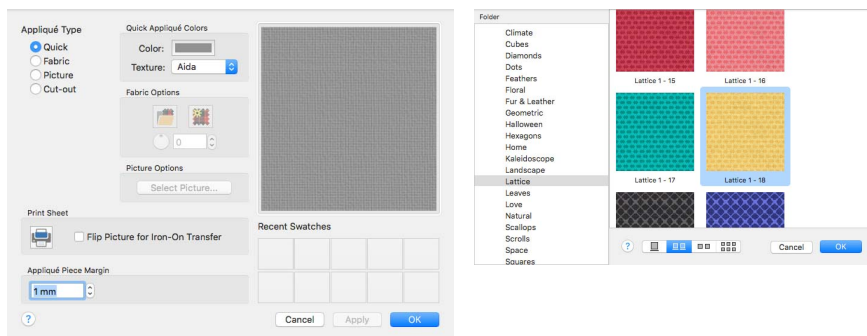 Appliqué Type
Quick
Fabric
Picture
Cut-out
Quick Appliqué Colors
Color:
Texture: Aida
Fabric Options
0
Picture Options
Select Picture...
Print Sheet
Flip Picture for Iron-On Transfer
Appliqué Piece Margin
1 mm
Recent Swatches
?
Cancel
Apply
OK
Folder
Climate
Cubes
Diamonds
Dots
Feathers
Floral
Fur & Leather
Geometric
Halloween
Hexagons
Home
Kaleidoscope
Landscape
Lattice
Leaves
Love
Natural
Scallops
Scrolls
Space
Squares
Lattice 1 - 15
Lattice 1 - 16
Lattice 1 - 17
Lattice 1 - 18
?
Cancel
OK